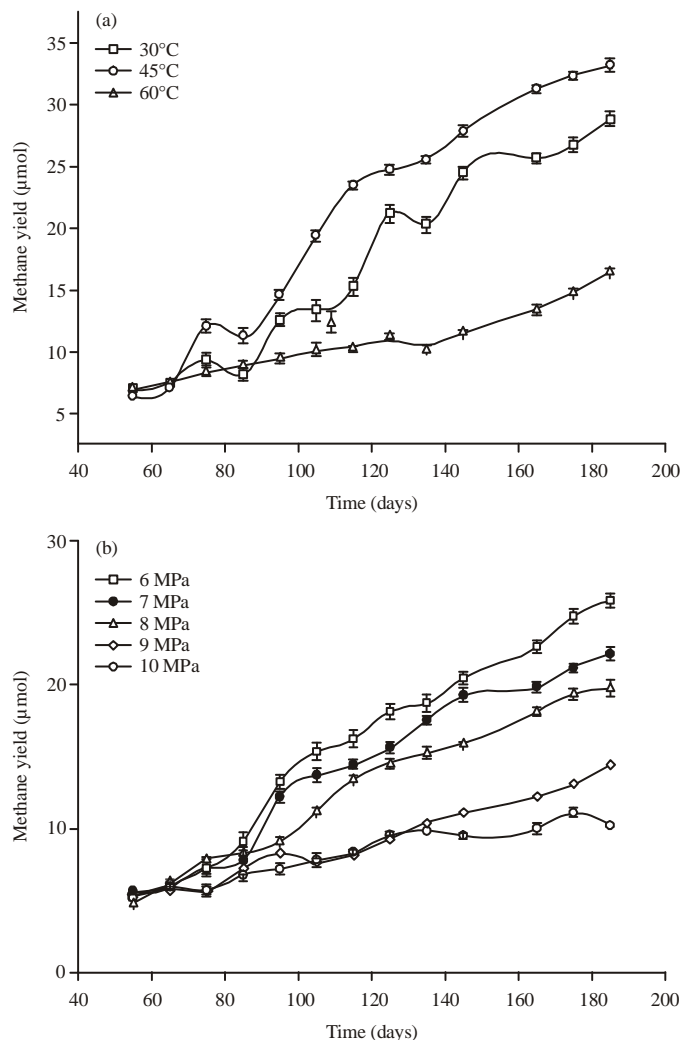 (a)
30°C
45°C
60°C
35
30
25
20
15
10
5
Methane yield (µmol)
40 60 80 100 120 140 160 180 200
Time (days)
(b)
6 MPa
7 MPa
8 MPa
9 MPa
10 MPa
30
20
10
0
Methane yield (µmol)
40 60 80 100 120 140 160 180 200
Time (days)